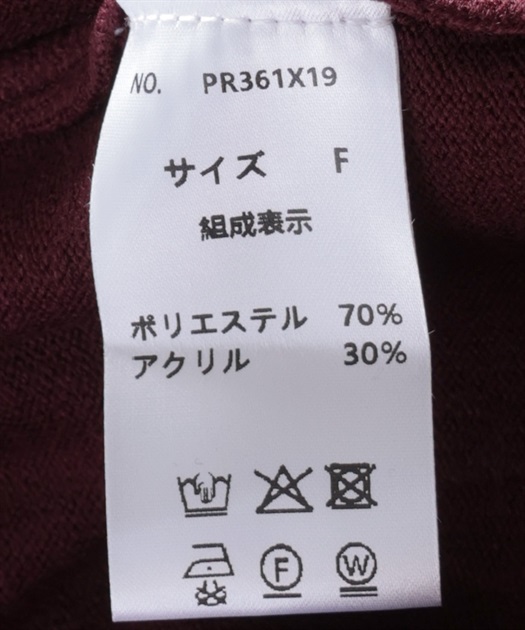 NO. PR361X19
サイズ F
組成表示
ポリエステル 70%
アクリル 30%
F W